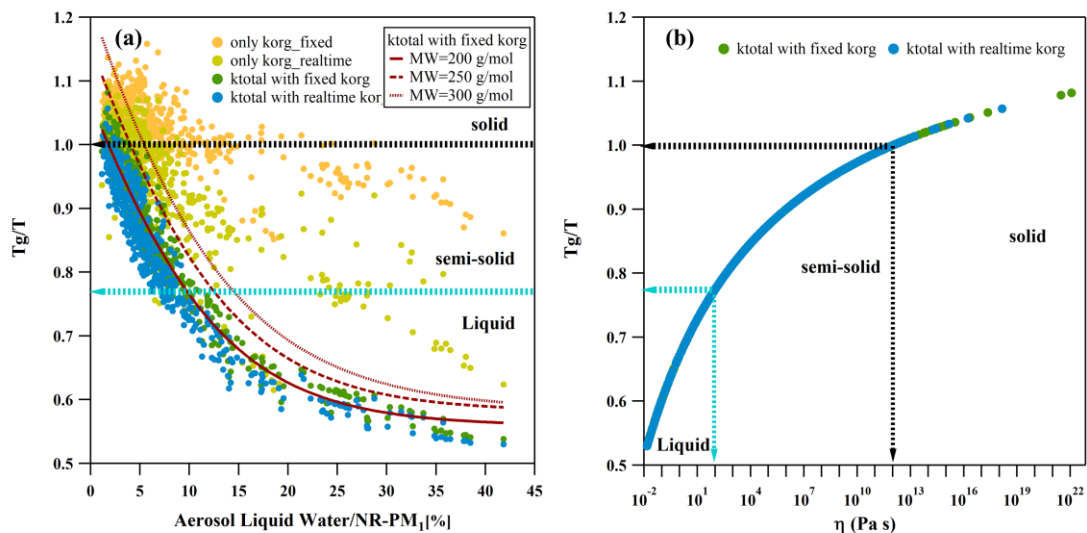 (a)
only korg_fixed
only korg_realtime
ktotal with fixed korg
ktotal with realtime kor
ktotal with fixed korg
MW=200 g/mol
MW=250 g/mol
MW=300 g/mol
solid
semi-solid
Liquid
Tg/T
1.2
1.1
1.0
0.9
0.8
0.7
0.6
0.5
0 5 10 15 20 25 30 35 40 45
Aerosol Liquid Water/NR-PM₁[%]
(b)
ktotal with fixed korg
ktotal with realtime korg
solid
semi-solid
Liquid
Tg/T
1.2
1.1
1.0
0.9
0.8
0.7
0.6
0.5
10⁻² 10¹ 10⁴ 10⁷ 10¹⁰ 10¹³ 10¹⁶ 10¹⁹ 10²²
η (Pa s)